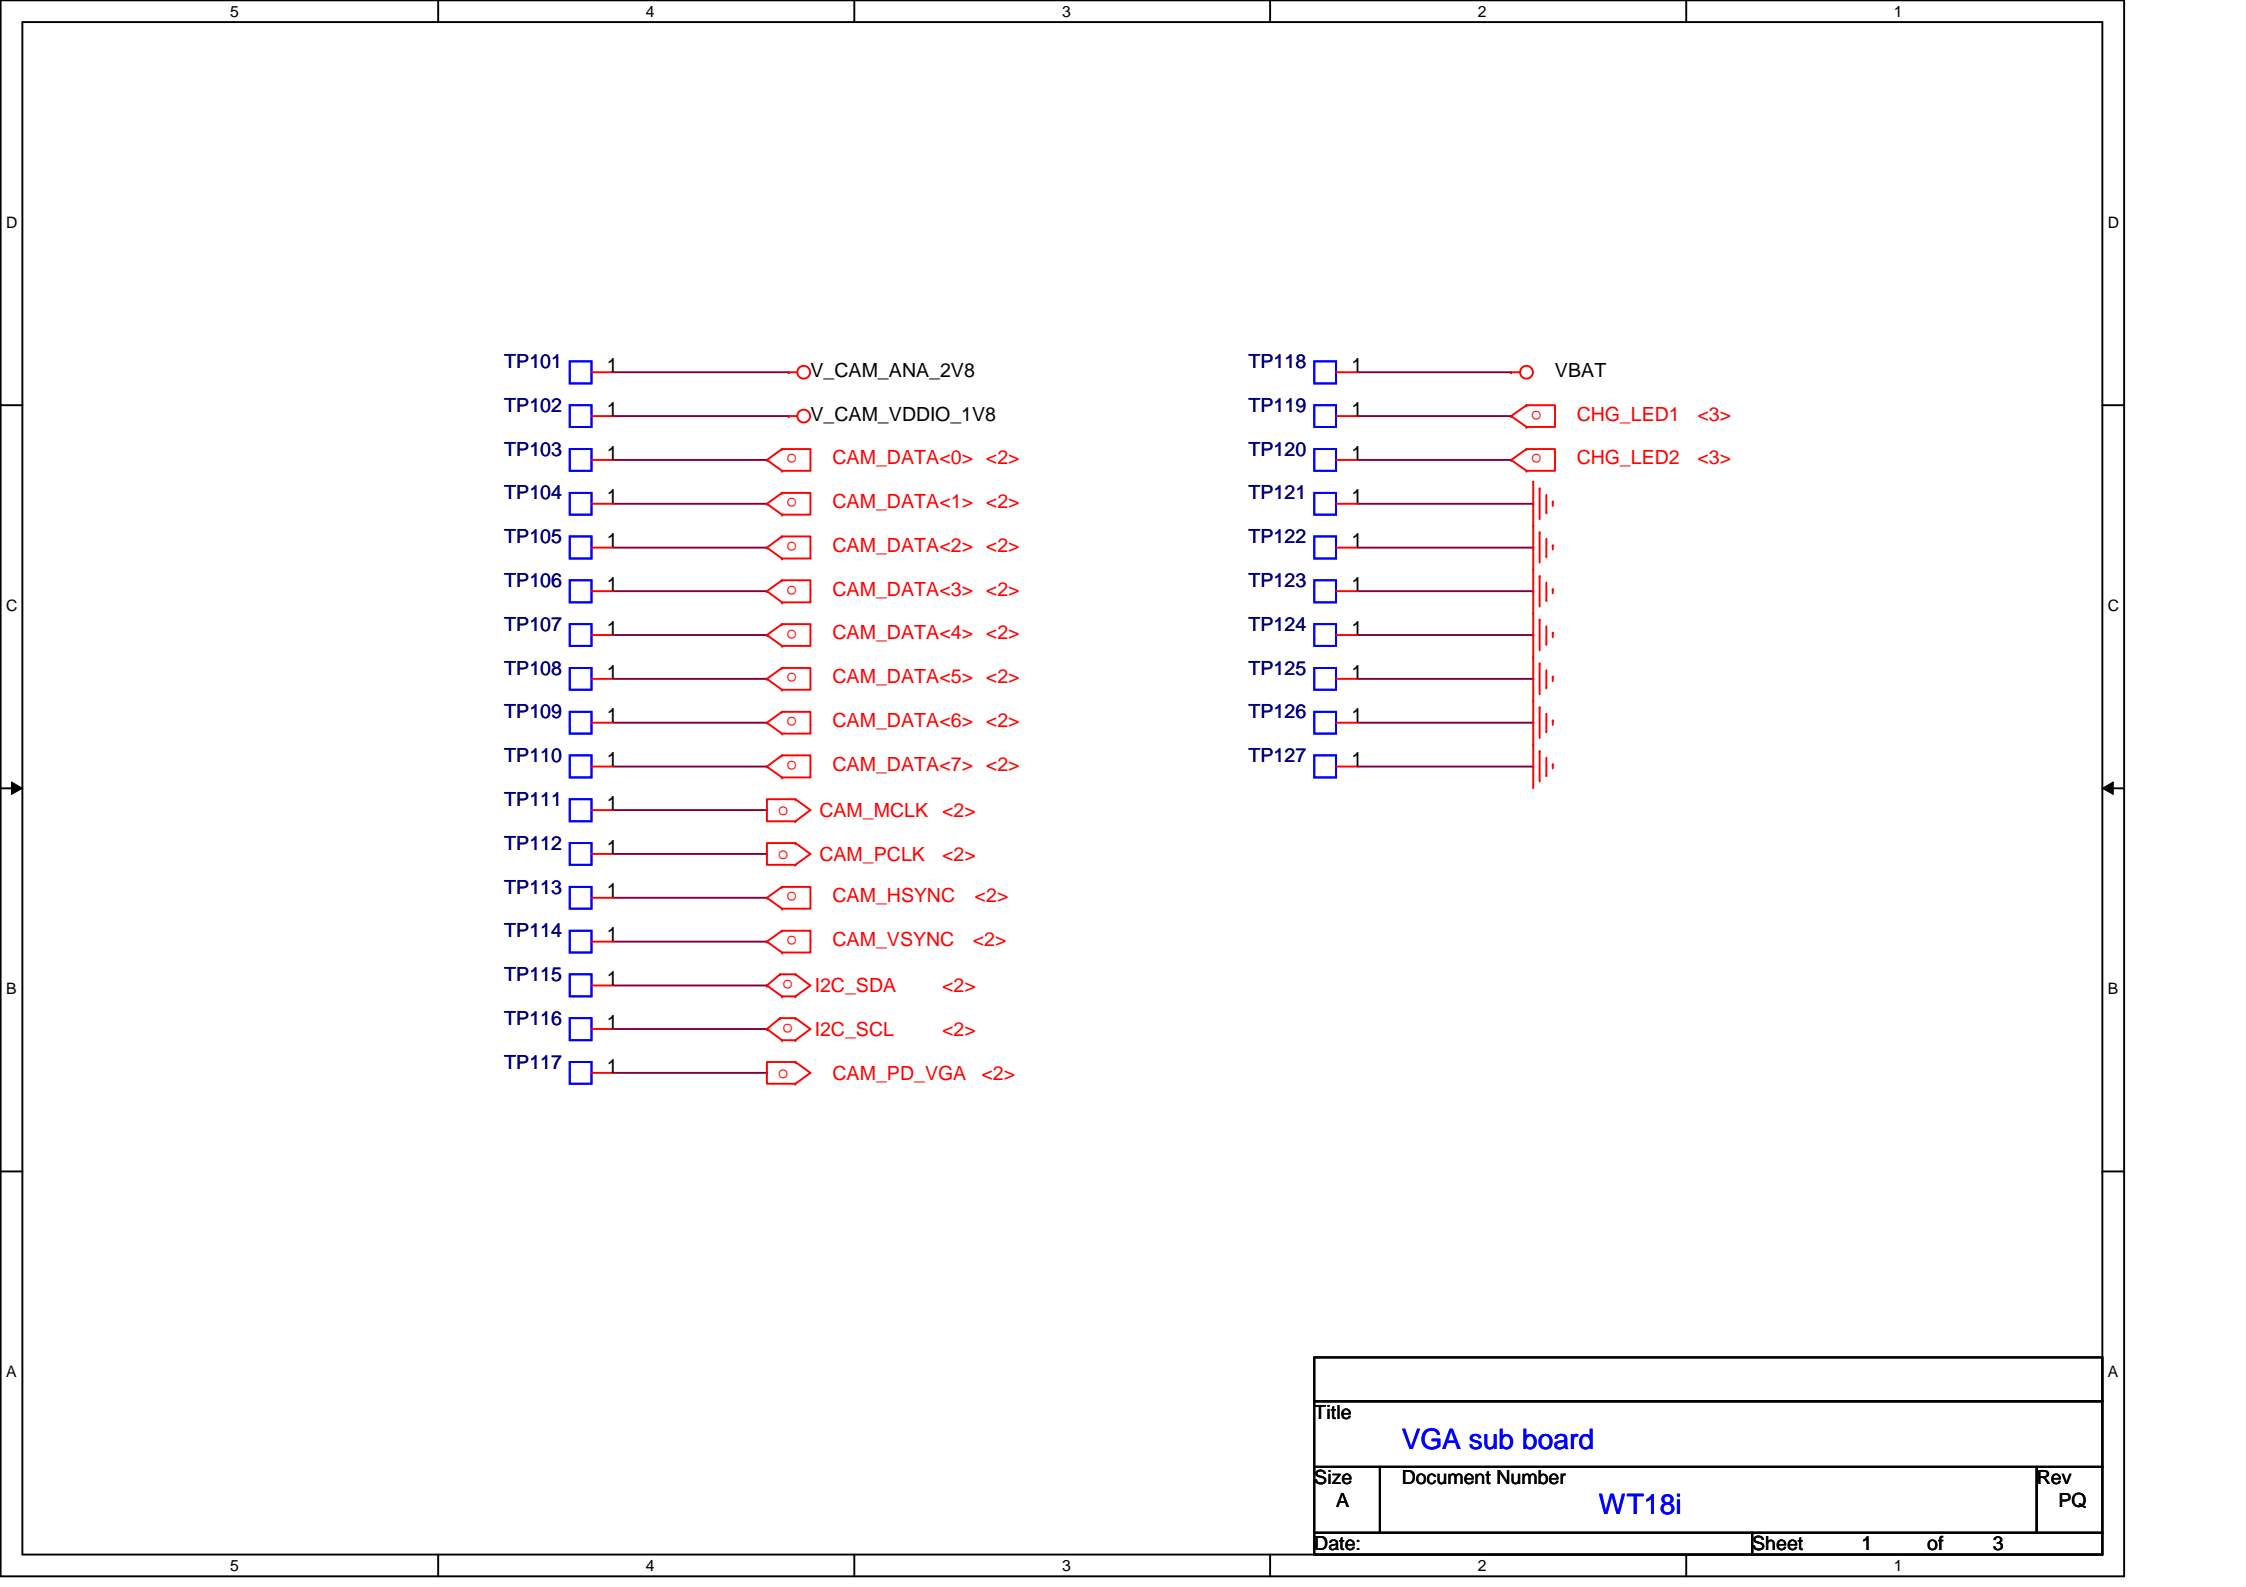 5 4 3 2 1
D D
C C
B B
A A
TP101 1 V_CAM_ANA_2V8
TP102 1 V_CAM_VDDIO_1V8
TP103 1 CAM_DATA<0> <2>
TP104 1 CAM_DATA<1> <2>
TP105 1 CAM_DATA<2> <2>
TP106 1 CAM_DATA<3> <2>
TP107 1 CAM_DATA<4> <2>
TP108 1 CAM_DATA<5> <2>
TP109 1 CAM_DATA<6> <2>
TP110 1 CAM_DATA<7> <2>
TP111 1 CAM_MCLK <2>
TP112 1 CAM_PCLK <2>
TP113 1 CAM_HSYNC <2>
TP114 1 CAM_VSYNC <2>
TP115 1 I2C_SDA <2>
TP116 1 I2C_SCL <2>
TP117 1 CAM_PD_VGA <2>
TP118 1 VBAT
TP119 1 CHG_LED1 <3>
TP120 1 CHG_LED2 <3>
TP121 1
TP122 1
TP123 1
TP124 1
TP125 1
TP126 1
TP127 1
Title
VGA sub board
Size Document Number Rev
A WT18i PQ
Date: Sheet 1 of 3
5 4 3 2 1